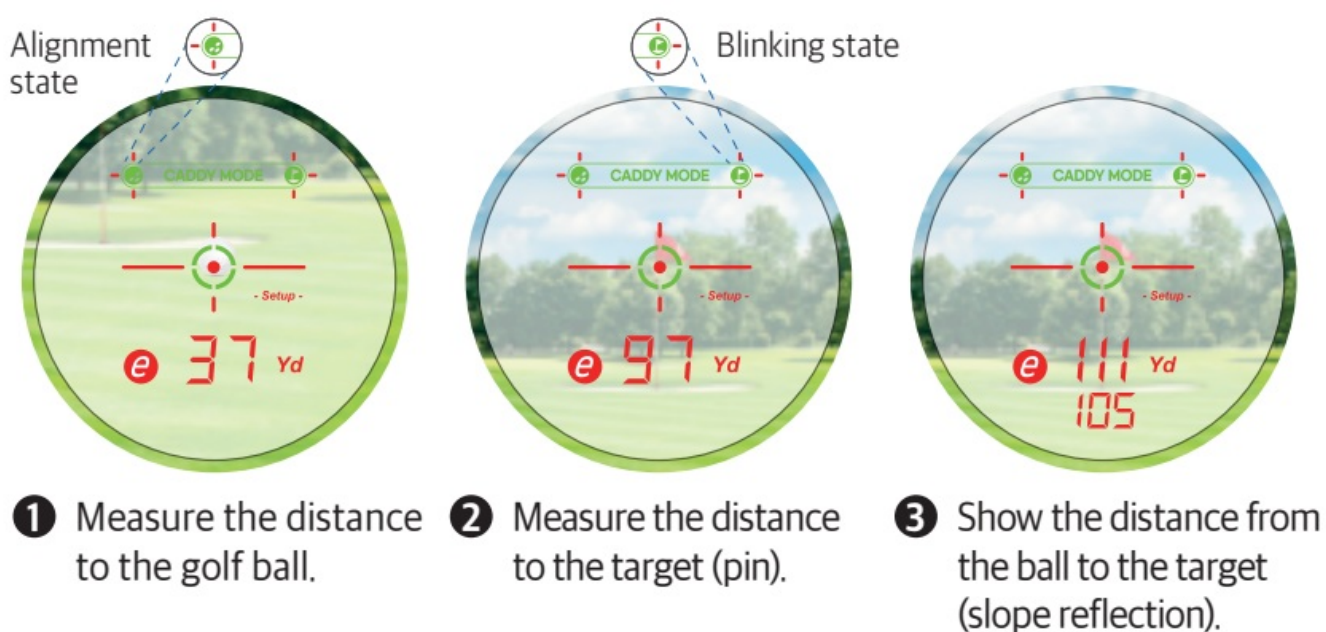 Alignment
state
Blinking state
CADDY MODE
- Setup -
e 37 Yd
CADDY MODE
- Setup -
e 97 Yd
CADDY MODE
- Setup -
e 111 Yd
105
1 Measure the distance
to the golf ball.
2 Measure the distance
to the target (pin).
3 Show the distance from
the ball to the target
(slope reflection).